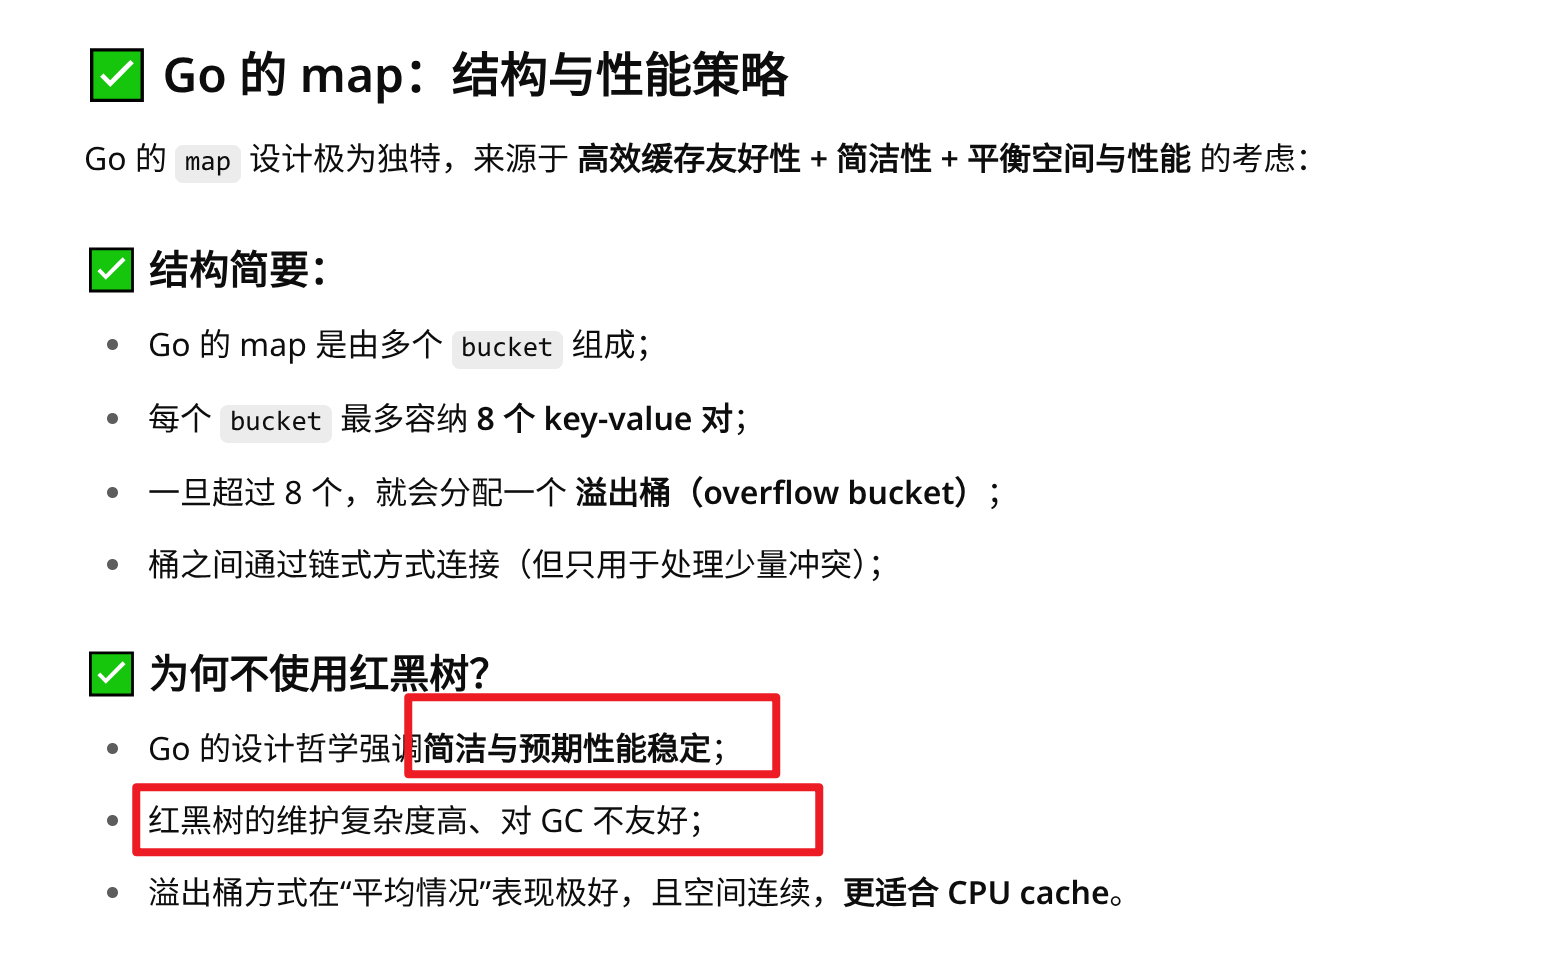 ✅ Go 的 map：结构与性能策略
Go 的 map 设计极为独特，来源于 高效缓存友好性 + 简洁性 + 平衡空间与性能 的考虑：
✅ 结构简要：
• Go 的 map 是由多个 bucket 组成；
• 每个 bucket 最多容纳 8 个 key-value 对；
• 一旦超过 8 个，就会分配一个 溢出桶（overflow bucket）；
• 桶之间通过链式方式连接（但只用于处理少量冲突）；
✅ 为何不使用红黑树？
• Go 的设计哲学强调简洁与预期性能稳定；
• 红黑树的维护复杂度高、对 GC 不友好；
• 溢出桶方式在“平均情况”表现极好，且空间连续，更适合 CPU cache。